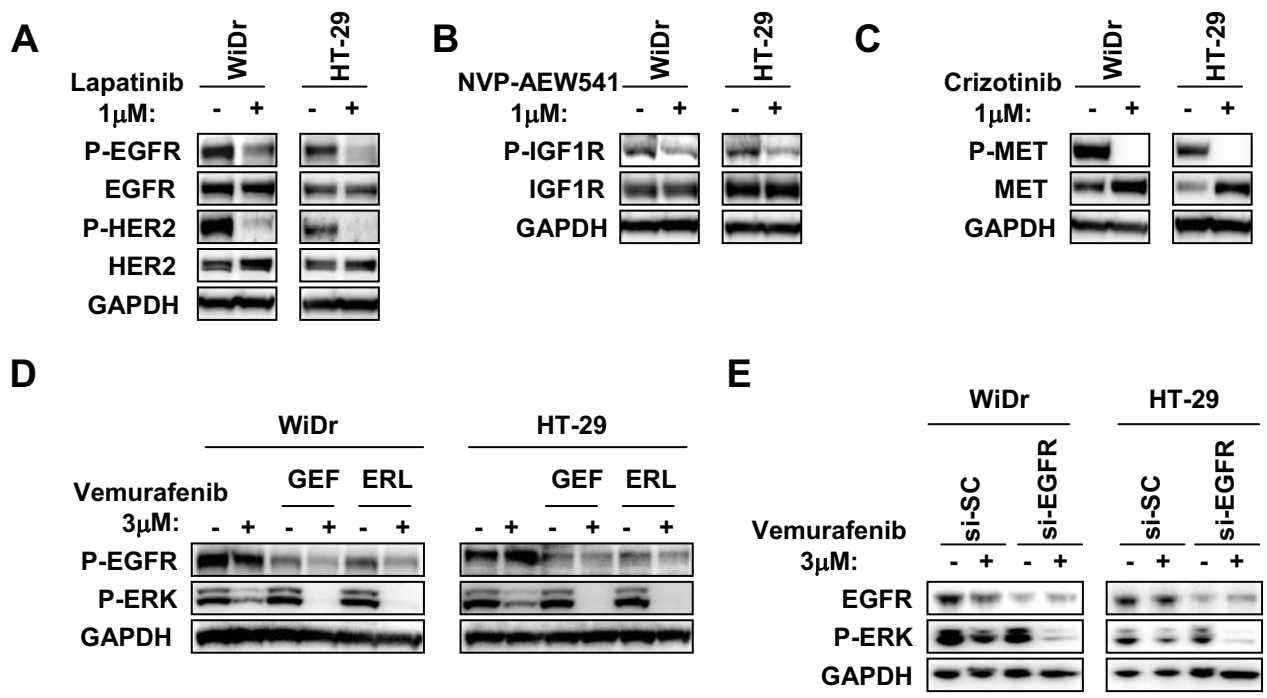 A
WiDr HT-29
Lapatinib
1μM: - + - +
P-EGFR
EGFR
P-HER2
HER2
GAPDH
B
WiDr HT-29
NVP-AEW541
1μM: - + - +
P-IGF1R
IGF1R
GAPDH
C
WiDr HT-29
Crizotinib
1μM: - + - +
P-MET
MET
GAPDH
D
WiDr HT-29
GEF ERL GEF ERL
Vemurafenib
3μM: - + - + - + - + - + - +
P-EGFR
P-ERK
GAPDH
E
WiDr HT-29
si-SC si-EGFR si-SC si-EGFR
Vemurafenib
3μM: - + - + - + - +
EGFR
P-ERK
GAPDH